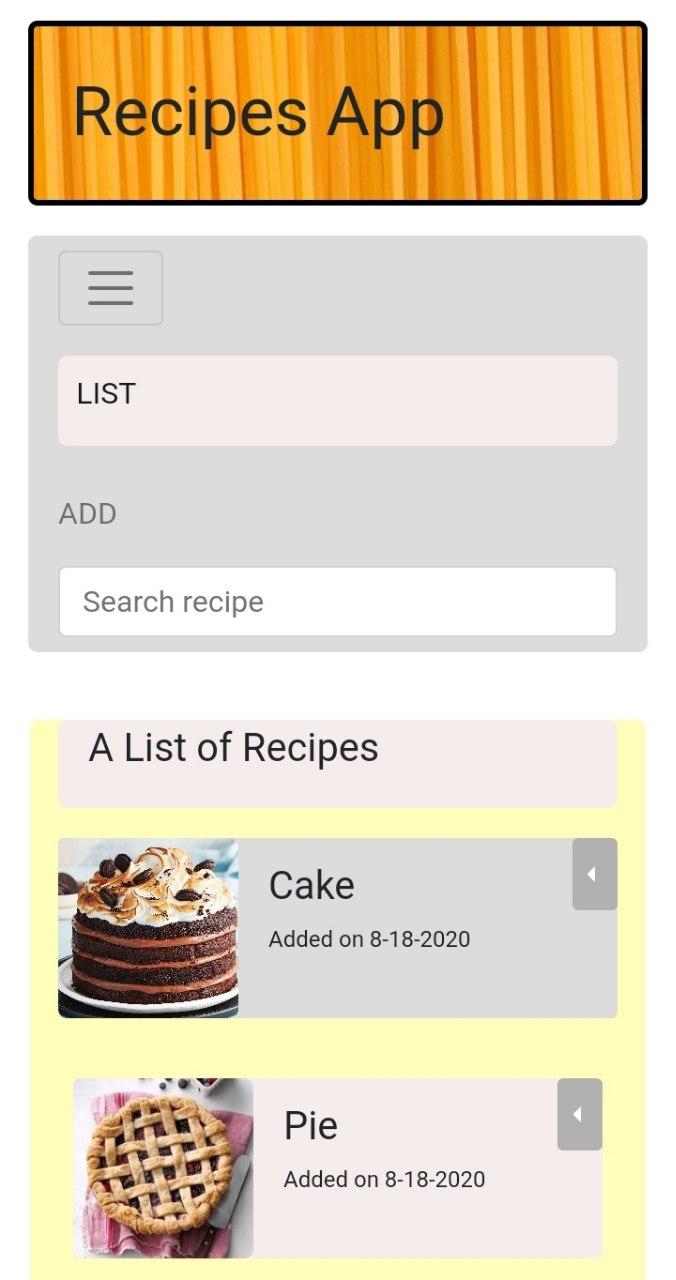 Recipes App
LIST
ADD
Search recipe
A List of Recipes
Cake
Added on 8-18-2020
Pie
Added on 8-18-2020